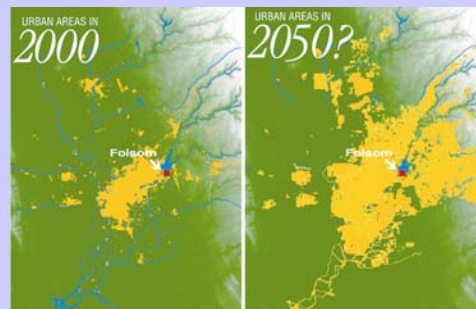 URBAN AREAS IN
2000
Folsom
URBAN AREAS IN
2050?
Folsom